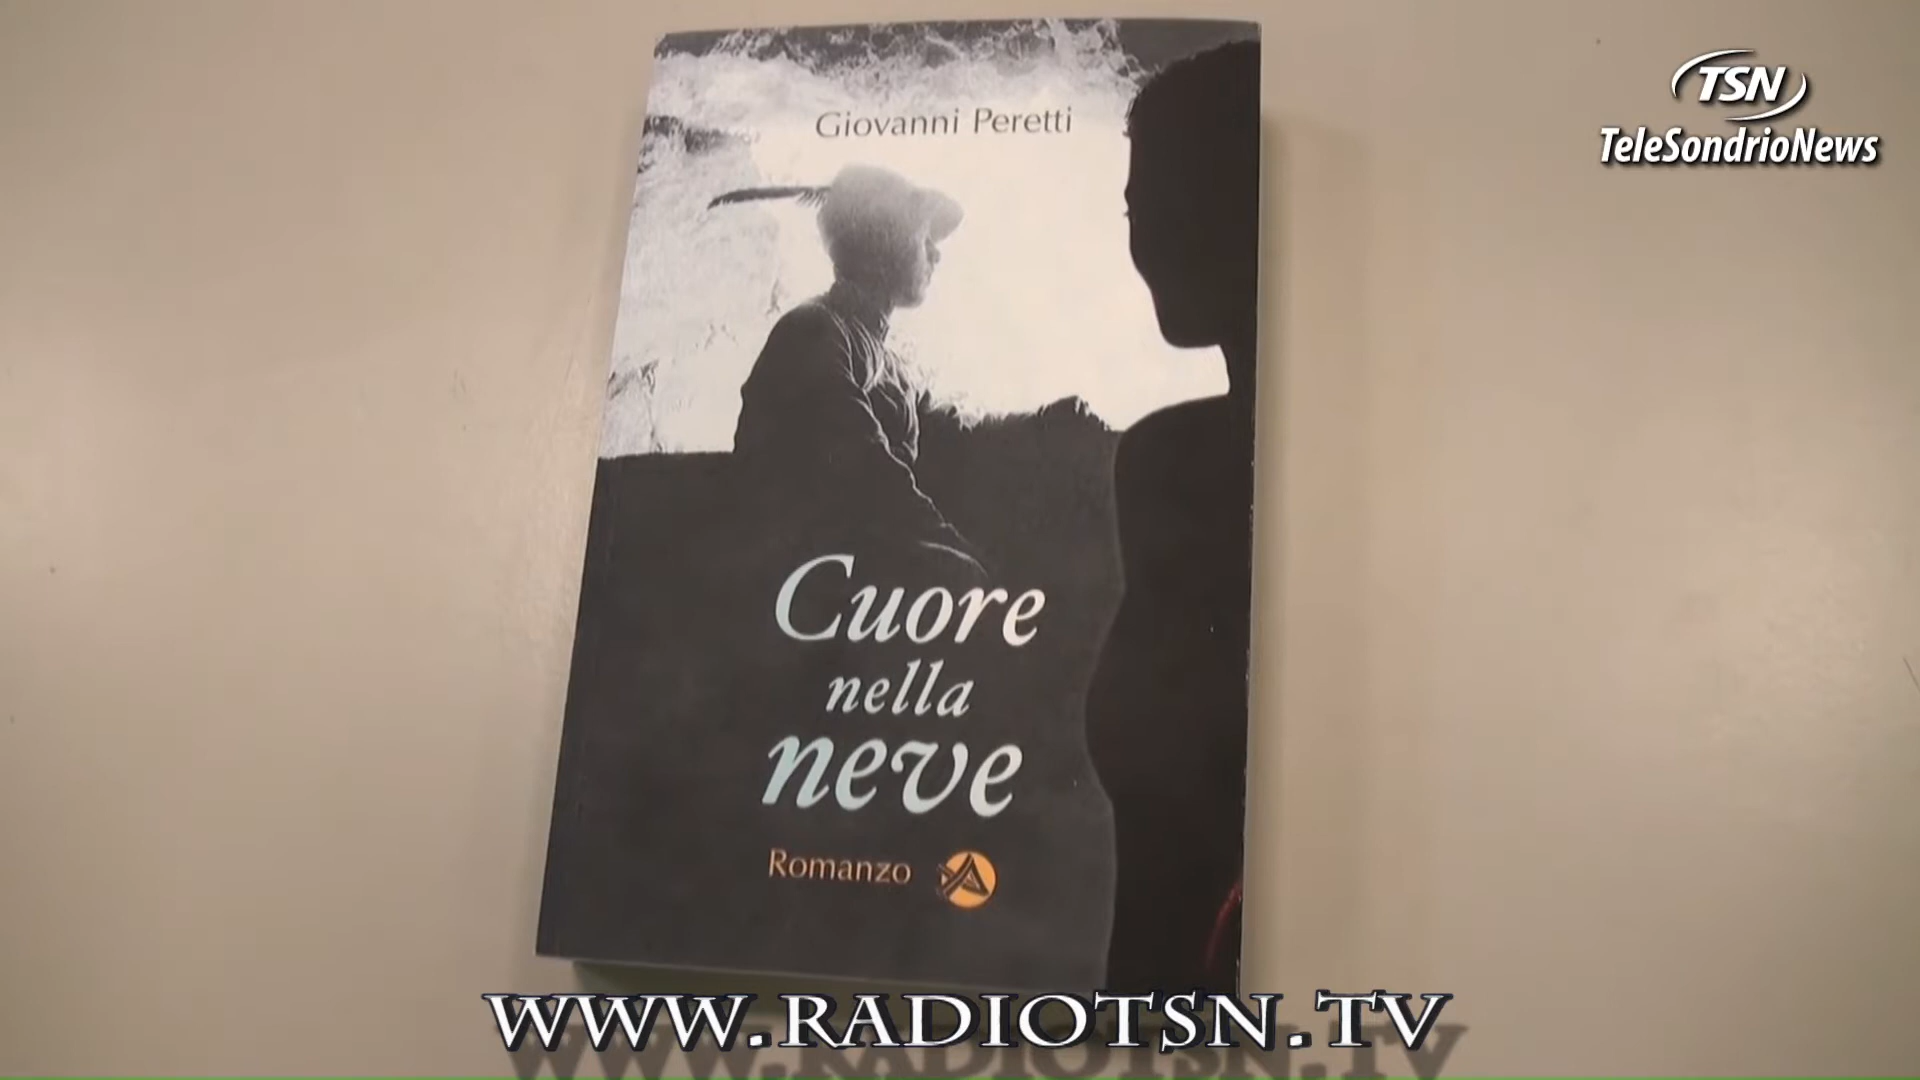 TSN
TeleSondrioNews
Giovanni Peretti
Cuore
nella
neve
Romanzo
WWW.RADIOTSN.TV